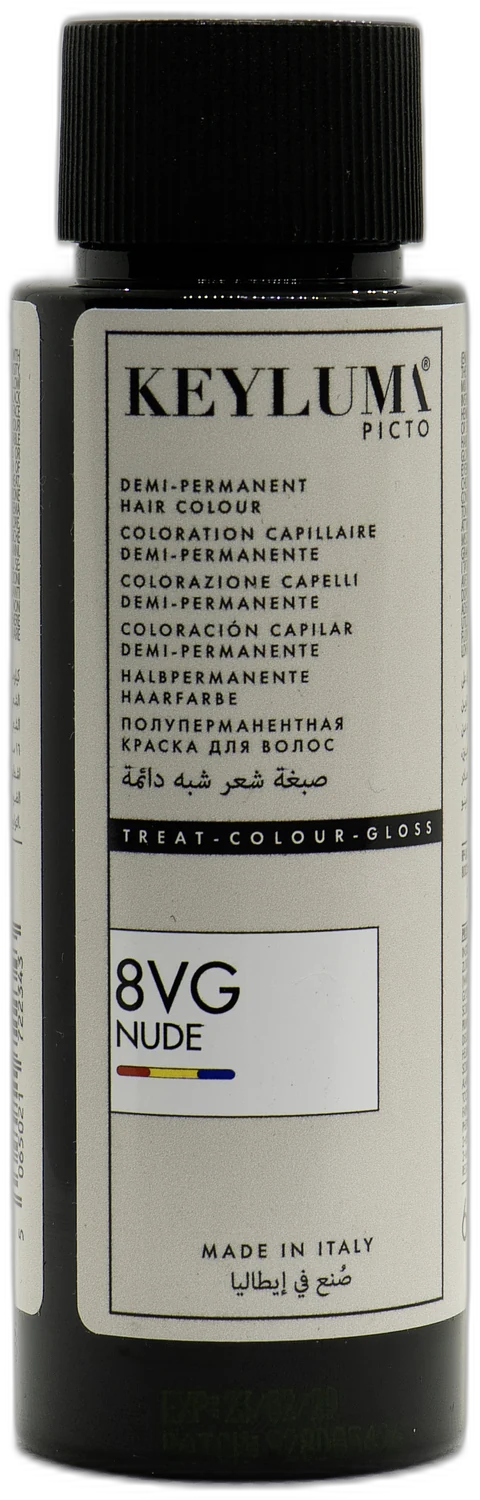 KEYLUMA®
PICTO
DEMI-PERMANENT
HAIR COLOUR
COLORATION CAPILLAIRE
DEMI-PERMANENTE
COLORAZIONE CAPELLI
DEMI-PERMANENTE
COLORACIÓN CAPILAR
DEMI-PERMANENTE
HALBPERMANENTE
HAARFARBE
ПОЛУПЕРМАНЕНТНАЯ
КРАСКА ДЛЯ ВОЛОС
صبغة شعر شبه دائمة
TREAT-COLOUR-GLOSS
8VG
NUDE
MADE IN ITALY
صُنع في إيطاليا